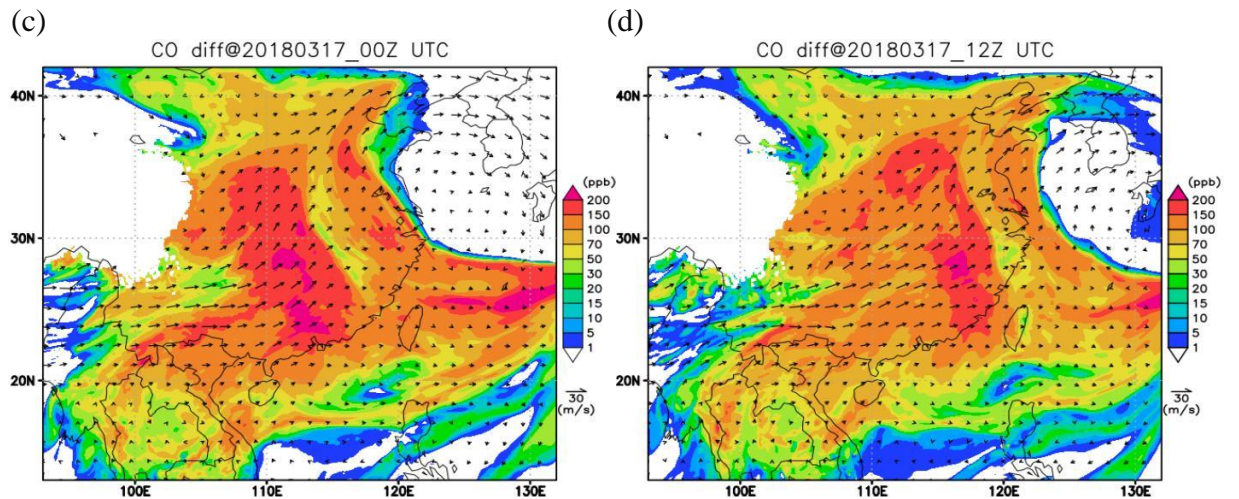 (c)
CO diff@20180317_00Z UTC
40N
30N
20N
100E
110E
120E
130E
(ppb)
200
150
100
70
50
30
20
15
10
5
1
30
(m/s)
(d)
CO diff@20180317_12Z UTC
40N
30N
20N
100E
110E
120E
130E
(ppb)
200
150
100
70
50
30
20
15
10
5
1
30
(m/s)